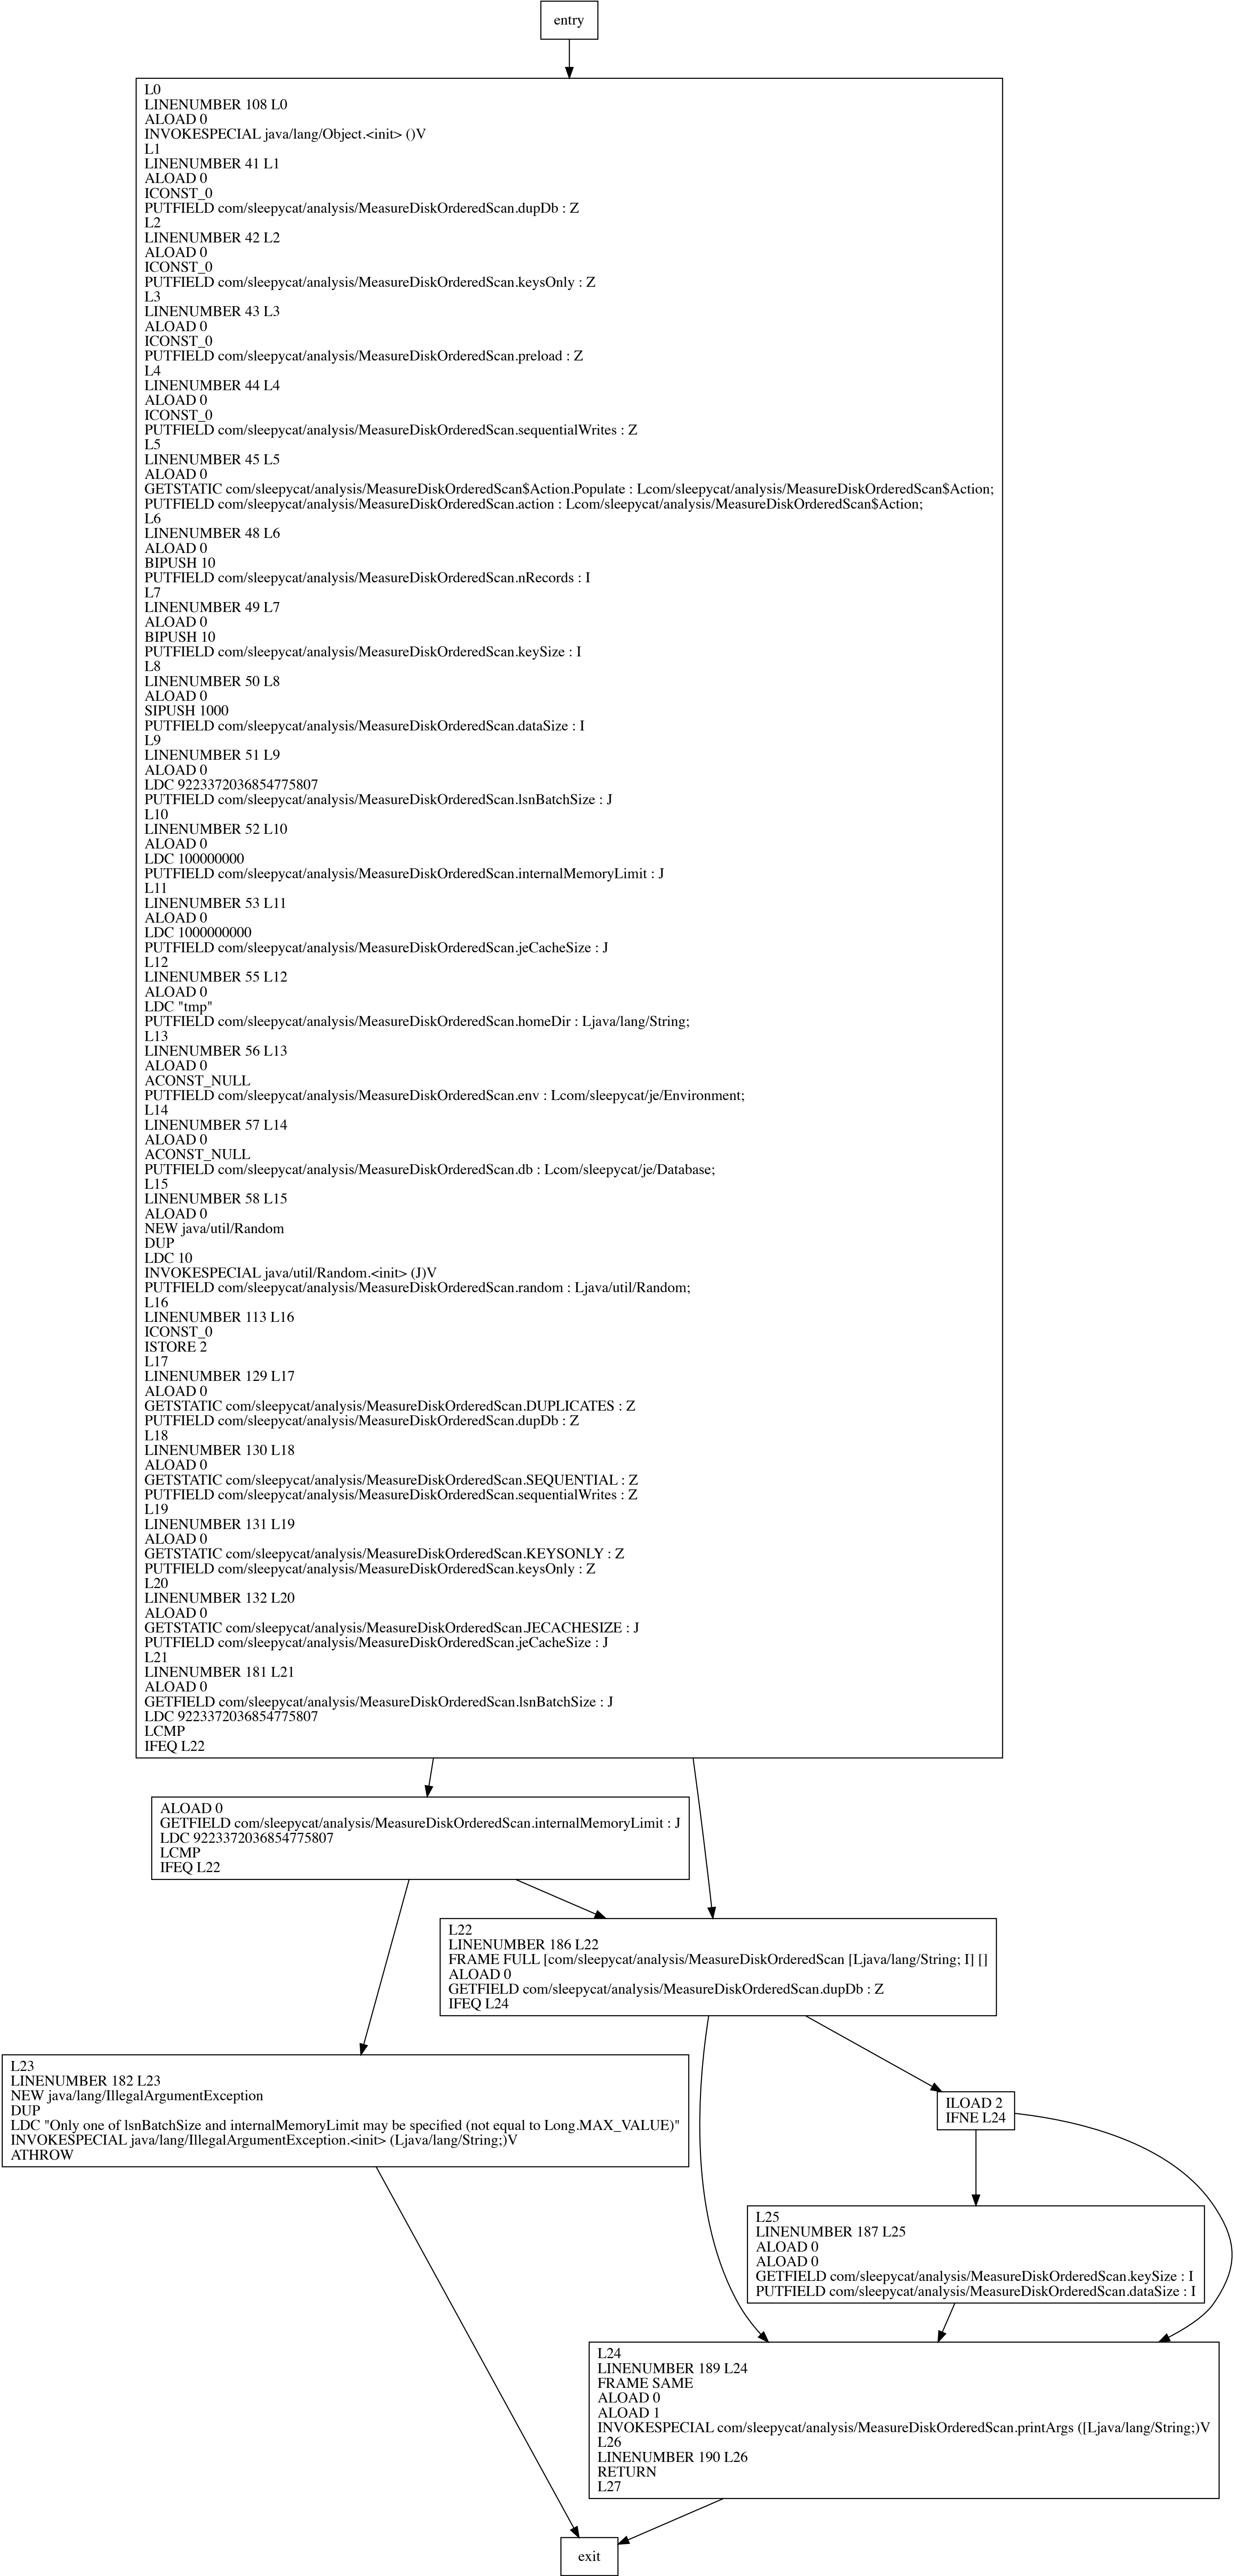 entry
L0
LINENUMBER 108 L0
ALOAD 0
INVOKESPECIAL java/lang/Object.<init> ()V
L1
LINENUMBER 41 L1
ALOAD 0
ICONST_0
PUTFIELD com/sleepycat/analysis/MeasureDiskOrderedScan.dupDb : Z
L2
LINENUMBER 42 L2
ALOAD 0
ICONST_0
PUTFIELD com/sleepycat/analysis/MeasureDiskOrderedScan.keysOnly : Z
L3
LINENUMBER 43 L3
ALOAD 0
ICONST_0
PUTFIELD com/sleepycat/analysis/MeasureDiskOrderedScan.preload : Z
L4
LINENUMBER 44 L4
ALOAD 0
ICONST_0
PUTFIELD com/sleepycat/analysis/MeasureDiskOrderedScan.sequentialWrites : Z
L5
LINENUMBER 45 L5
ALOAD 0
GETSTATIC com/sleepycat/analysis/MeasureDiskOrderedScan$Action.Populate : Lcom/sleepycat/analysis/MeasureDiskOrderedScan$Action;
PUTFIELD com/sleepycat/analysis/MeasureDiskOrderedScan.action : Lcom/sleepycat/analysis/MeasureDiskOrderedScan$Action;
L6
LINENUMBER 48 L6
ALOAD 0
BIPUSH 10
PUTFIELD com/sleepycat/analysis/MeasureDiskOrderedScan.nRecords : I
L7
LINENUMBER 49 L7
ALOAD 0
BIPUSH 10
PUTFIELD com/sleepycat/analysis/MeasureDiskOrderedScan.keySize : I
L8
LINENUMBER 50 L8
ALOAD 0
SIPUSH 1000
PUTFIELD com/sleepycat/analysis/MeasureDiskOrderedScan.dataSize : I
L9
LINENUMBER 51 L9
ALOAD 0
LDC 9223372036854775807
PUTFIELD com/sleepycat/analysis/MeasureDiskOrderedScan.lsnBatchSize : J
L10
LINENUMBER 52 L10
ALOAD 0
LDC 100000000
PUTFIELD com/sleepycat/analysis/MeasureDiskOrderedScan.internalMemoryLimit : J
L11
LINENUMBER 53 L11
ALOAD 0
LDC 1000000000
PUTFIELD com/sleepycat/analysis/MeasureDiskOrderedScan.jeCacheSize : J
L12
LINENUMBER 55 L12
ALOAD 0
LDC "tmp"
PUTFIELD com/sleepycat/analysis/MeasureDiskOrderedScan.homeDir : Ljava/lang/String;
L13
LINENUMBER 56 L13
ALOAD 0
ACONST_NULL
PUTFIELD com/sleepycat/analysis/MeasureDiskOrderedScan.env : Lcom/sleepycat/je/Environment;
L14
LINENUMBER 57 L14
ALOAD 0
ACONST_NULL
PUTFIELD com/sleepycat/analysis/MeasureDiskOrderedScan.db : Lcom/sleepycat/je/Database;
L15
LINENUMBER 58 L15
ALOAD 0
NEW java/util/Random
DUP
LDC 10
INVOKESPECIAL java/util/Random.<init> (J)V
PUTFIELD com/sleepycat/analysis/MeasureDiskOrderedScan.random : Ljava/util/Random;
L16
LINENUMBER 113 L16
ICONST_0
ISTORE 2
L17
LINENUMBER 129 L17
ALOAD 0
GETSTATIC com/sleepycat/analysis/MeasureDiskOrderedScan.DUPLICATES : Z
PUTFIELD com/sleepycat/analysis/MeasureDiskOrderedScan.dupDb : Z
L18
LINENUMBER 130 L18
ALOAD 0
GETSTATIC com/sleepycat/analysis/MeasureDiskOrderedScan.SEQUENTIAL : Z
PUTFIELD com/sleepycat/analysis/MeasureDiskOrderedScan.sequentialWrites : Z
L19
LINENUMBER 131 L19
ALOAD 0
GETSTATIC com/sleepycat/analysis/MeasureDiskOrderedScan.KEYSONLY : Z
PUTFIELD com/sleepycat/analysis/MeasureDiskOrderedScan.keysOnly : Z
L20
LINENUMBER 132 L20
ALOAD 0
GETSTATIC com/sleepycat/analysis/MeasureDiskOrderedScan.JECACHESIZE : J
PUTFIELD com/sleepycat/analysis/MeasureDiskOrderedScan.jeCacheSize : J
L21
LINENUMBER 181 L21
ALOAD 0
GETFIELD com/sleepycat/analysis/MeasureDiskOrderedScan.lsnBatchSize : J
LDC 9223372036854775807
LCMP
IFEQ L22
ALOAD 0
GETFIELD com/sleepycat/analysis/MeasureDiskOrderedScan.internalMemoryLimit : J
LDC 9223372036854775807
LCMP
IFEQ L22
L22
LINENUMBER 186 L22
FRAME FULL [com/sleepycat/analysis/MeasureDiskOrderedScan [Ljava/lang/String; I] []
ALOAD 0
GETFIELD com/sleepycat/analysis/MeasureDiskOrderedScan.dupDb : Z
IFEQ L24
L23
LINENUMBER 182 L23
NEW java/lang/IllegalArgumentException
DUP
LDC "Only one of lsnBatchSize and internalMemoryLimit may be specified (not equal to Long.MAX_VALUE)"
INVOKESPECIAL java/lang/IllegalArgumentException.<init> (Ljava/lang/String;)V
ATHROW
ILOAD 2
IFNE L24
L25
LINENUMBER 187 L25
ALOAD 0
ALOAD 0
GETFIELD com/sleepycat/analysis/MeasureDiskOrderedScan.keySize : I
PUTFIELD com/sleepycat/analysis/MeasureDiskOrderedScan.dataSize : I
L24
LINENUMBER 189 L24
FRAME SAME
ALOAD 0
ALOAD 1
INVOKESPECIAL com/sleepycat/analysis/MeasureDiskOrderedScan.printArgs ([Ljava/lang/String;)V
L26
LINENUMBER 190 L26
RETURN
L27
exit